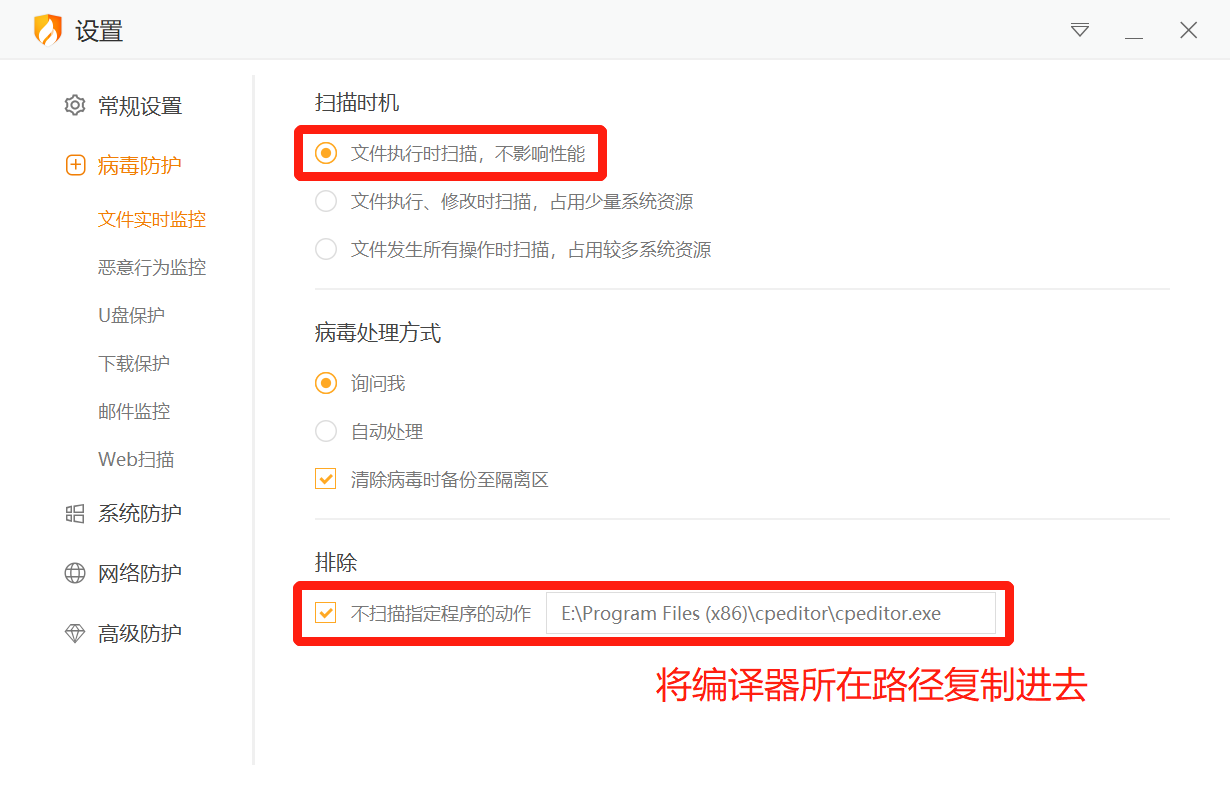 设置
常规设置
病毒防护
文件实时监控
恶意行为监控
U盘保护
下载保护
邮件监控
Web扫描
系统防护
网络防护
高级防护
扫描时机
文件执行时扫描，不影响性能
文件执行、修改时扫描，占用少量系统资源
文件发生所有操作时扫描，占用较多系统资源
病毒处理方式
询问我
自动处理
清除病毒时备份至隔离区
排除
不扫描指定程序的动作 E:\Program Files (x86)\cpeditor\cpeditor.exe
将编译器所在路径复制进去